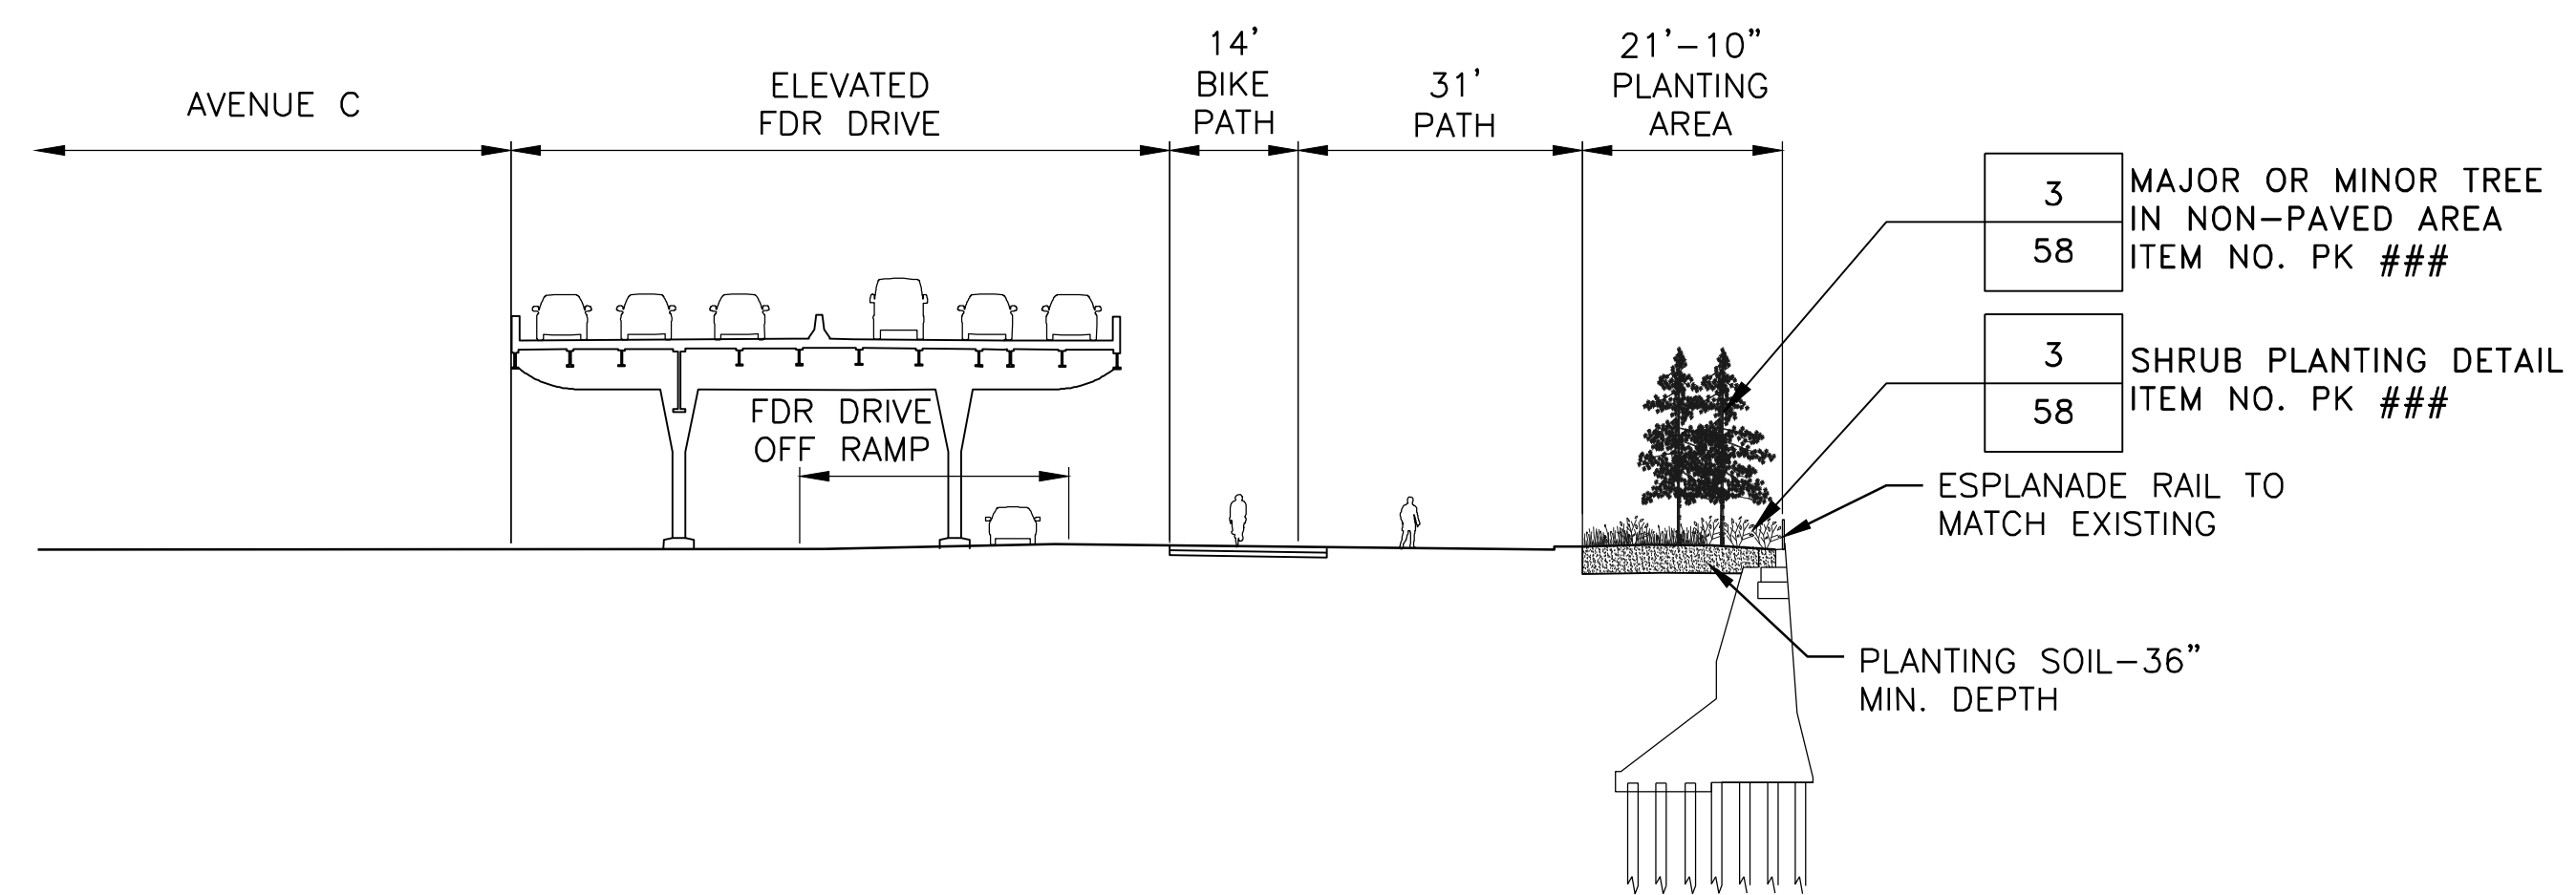 AVENUE C
ELEVATED
FDR DRIVE
14'
BIKE
PATH
31'
PATH
21'-10"
PLANTING
AREA
3
58
MAJOR OR MINOR TREE
IN NON-PAVED AREA
ITEM NO. PK ###
3
58
SHRUB PLANTING DETAIL
ITEM NO. PK ###
FDR DRIVE
OFF RAMP
ESPLANADE RAIL TO
MATCH EXISTING
PLANTING SOIL-36"
MIN. DEPTH